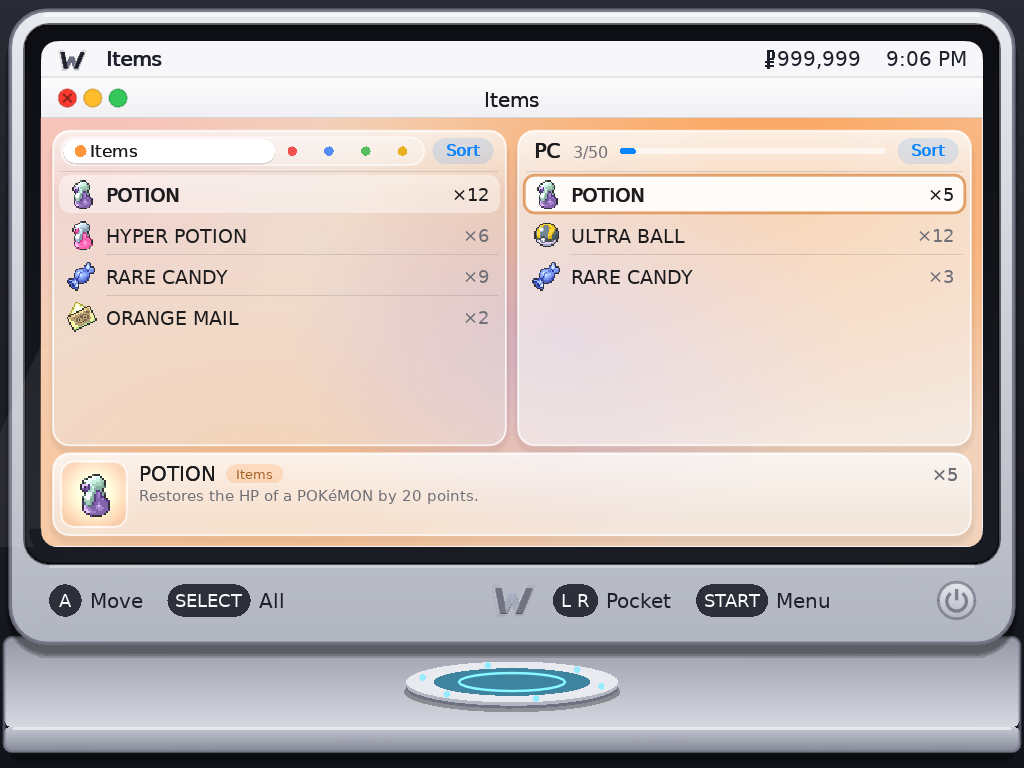 W Items ₽999,999 9:06 PM
Items
Items Sort
POTION ×12
HYPER POTION ×6
RARE CANDY ×9
ORANGE MAIL ×2
PC 3/50 Sort
POTION ×5
ULTRA BALL ×12
RARE CANDY ×3
POTION Items ×5
Restores the HP of a POKéMON by 20 points.
A Move SELECT All W L R Pocket START Menu